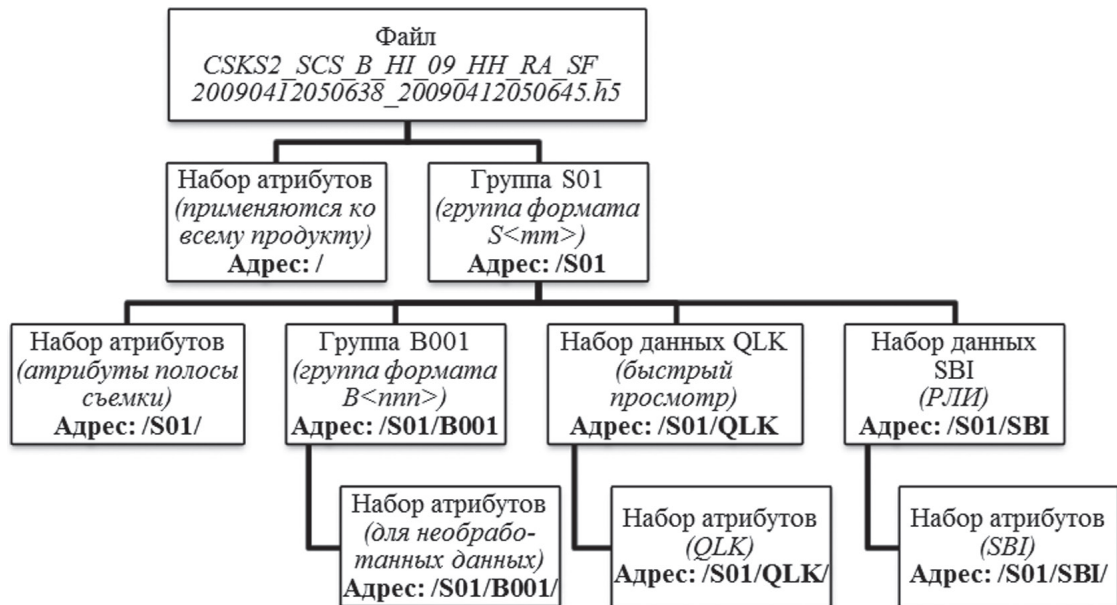 Файл
CSKS2_SCS_B_HI_09_HH_RA_SF_
20090412050638_20090412050645.h5
Набор атрибутов
(применяются ко
всему продукту)
Адрес: /
Группа S01
(группа формата
S<mm>)
Адрес: /S01
Набор атрибутов
(атрибуты полосы
съемки)
Адрес: /S01/
Группа B001
(группа формата
B<nnn>)
Адрес: /S01/B001
Набор данных QLK
(быстрый
просмотр)
Адрес: /S01/QLK
Набор данных
SBI
(РЛИ)
Адрес: /S01/SBI
Набор атрибутов
(для необрабо-
танных данных)
Адрес: /S01/B001/
Набор атрибутов
(QLK)
Адрес: /S01/QLK/
Набор атрибутов
(SBI)
Адрес: /S01/SBI/